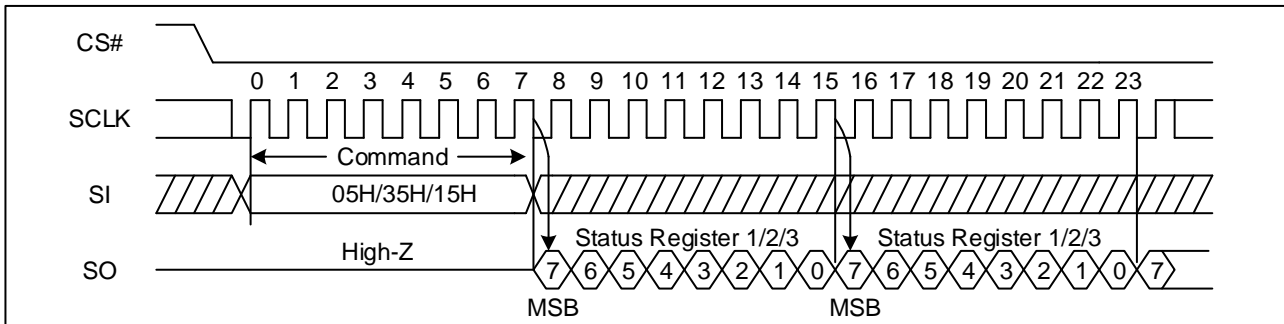 CS#
0 1 2 3 4 5 6 7 8 9 10 11 12 13 14 15 16 17 18 19 20 21 22 23
SCLK
Command
SI 05H/35H/15H
High-Z Status Register 1/2/3 Status Register 1/2/3
SO 7 6 5 4 3 2 1 0 7 6 5 4 3 2 1 0 7
MSB MSB